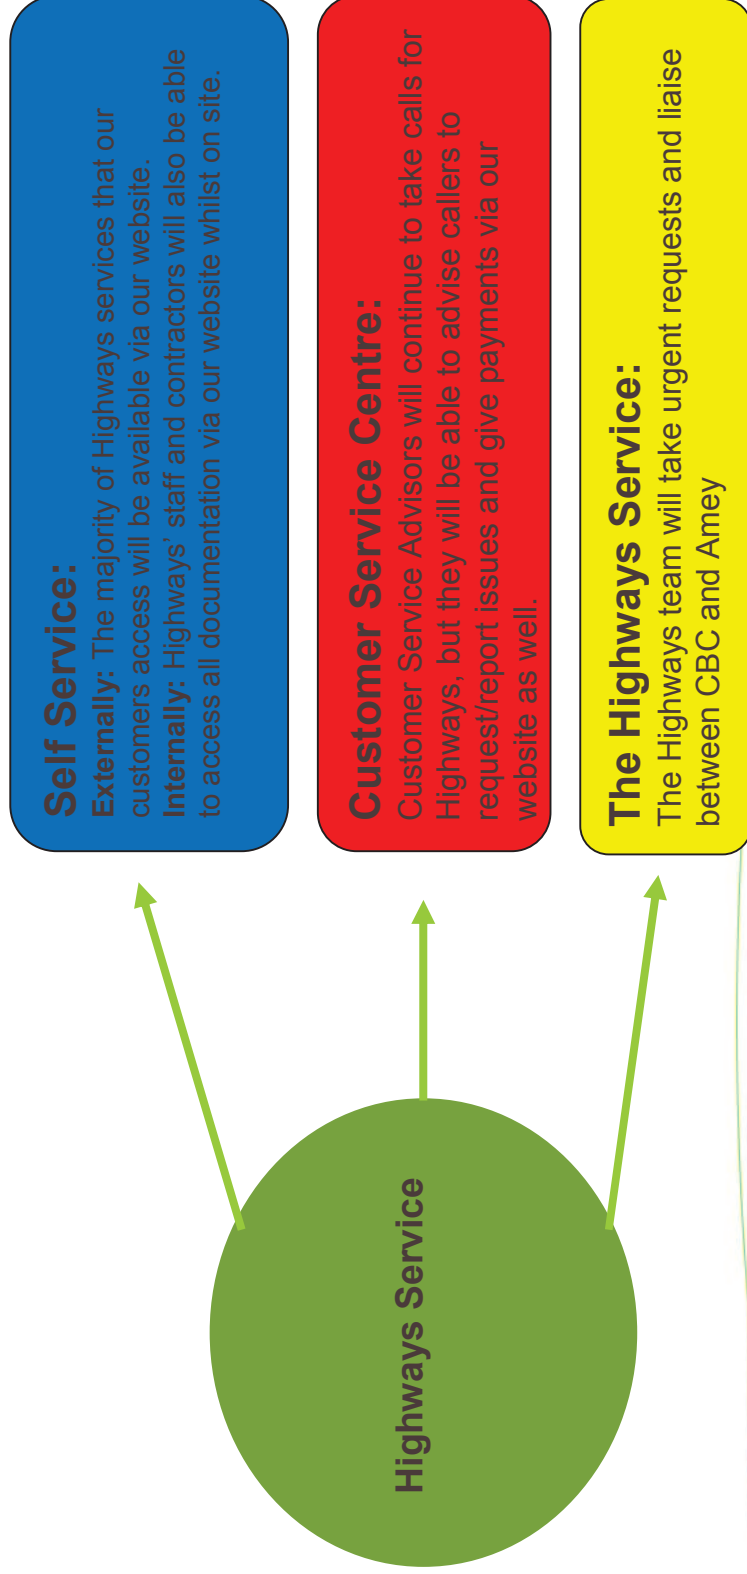 Highways Service
Self Service:
Externally: The majority of Highways services that our
customers access will be available via our website.
Internally: Highways' staff and contractors will also be able
to access all documentation via our website whilst on site.
Customer Service Centre:
Customer Service Advisors will continue to take calls for
Highways, but they will be able to advise callers to
request/report issues and give payments via our
website as well.
The Highways Service:
The Highways team will take urgent requests and liaise
between CBC and Amey